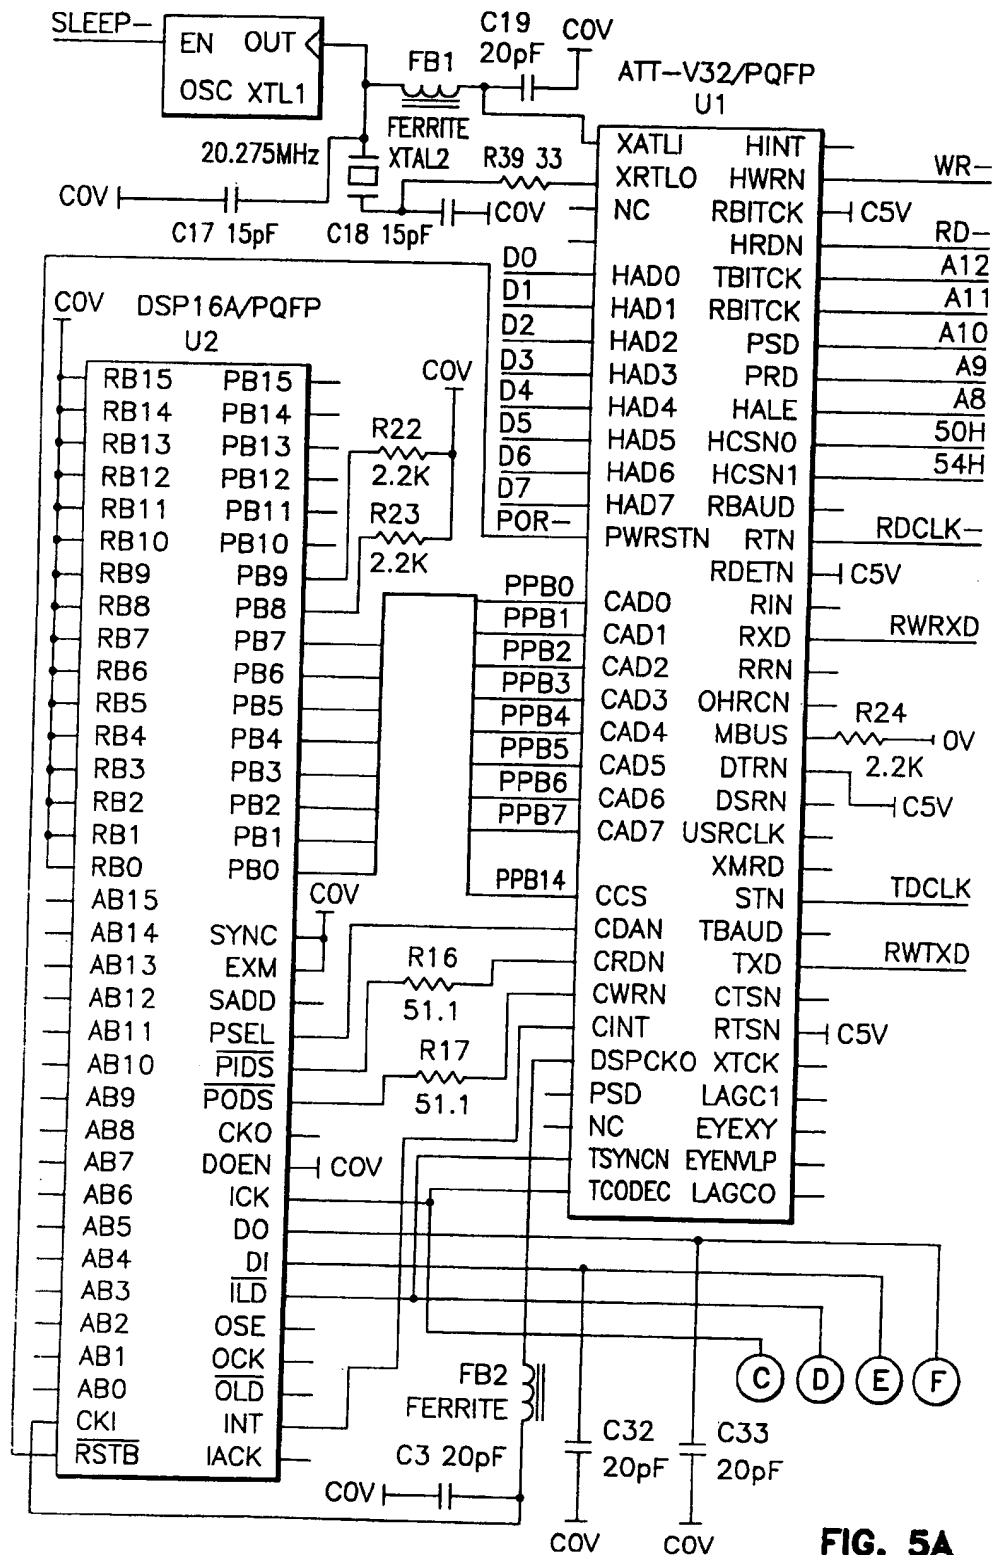 SLEEP-
EN OUT
OSC XTL1
FB1
FERRITE
C19
20pF
C0V
20.275MHz
XTAL2
R39 33
C0V
C17 15pF
C18 15pF
C0V
ATT-V32/PQFP
U1
XATLI HINT
XRTLO HWRN WR-
NC RBITCK C5V
HRDN RD-
D0 HAD0 TBITCK A12
D1 HAD1 RBITCK A11
D2 HAD2 PSD A10
D3 HAD3 PRD A9
D4 HAD4 HALE A8
D5 HAD5 HCSN0 50H
D6 HAD6 HCSN1 54H
D7 HAD7 RBAUD
POR- PWRSTN RTN RDCLK-
RDETN C5V
PPB0 CAD0 RIN
PPB1 CAD1 RXD RWRXD
PPB2 CAD2 RRN
PPB3 CAD3 OHRCN
PPB4 CAD4 MBUS R24 2.2K 0V
PPB5 CAD5 DTRN
PPB6 CAD6 DSRN C5V
PPB7 CAD7 USRCLK
XMRD
PPB14 CCS STN TDCLK
CDAN TBAUD
CRDN TXD RWTXD
CWRN CTSN
CINT RTSN C5V
DSPCKO XTCK
PSD LAGC1
NC EYEXY
TSYNCN EYENVLP
TCODEC LAGCO
C0V
DSP16A/PQFP
U2
RB15 PB15
RB14 PB14
RB13 PB13
RB12 PB12
RB11 PB11
RB10 PB10
RB9 PB9
RB8 PB8
RB7 PB7
RB6 PB6
RB5 PB5
RB4 PB4
RB3 PB3
RB2 PB2
RB1 PB1
RB0 PB0
AB15
AB14 SYNC
AB13 EXM
AB12 SADD
AB11 PSEL
AB10 PIDS
AB9 PODS
AB8 CKO
AB7 DOEN C0V
AB6 ICK
AB5 DO
AB4 DI
AB3 ILD
AB2 OSE
AB1 OCK
AB0 OLD
CKI INT
RSTB IACK
C0V
R22
2.2K
R23
2.2K
C0V
R16
51.1
R17
51.1
C D E F
FB2
FERRITE
C3 20pF
C0V
C32
20pF
C0V
C33
20pF
C0V
FIG. 5A